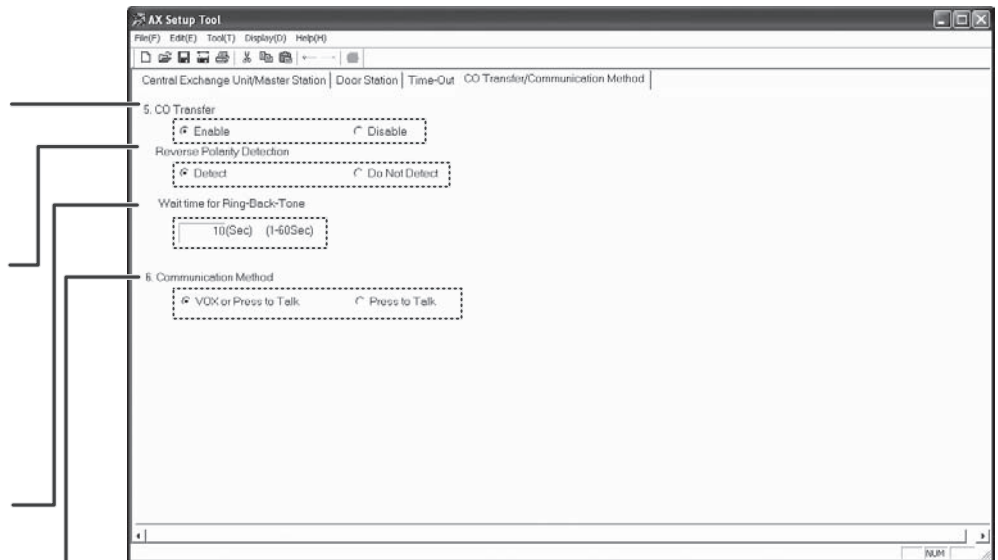 AX Setup Tool
File(F) Edit(E) Tool(T) Display(D) Help(H)
Central Exchange Unit/Master Station Door Station Time-Out CO Transfer/Communication Method
5. CO Transfer
Enable Disable
Reverse Polarity Detection
Detect Do Not Detect
Wait time for Ring-Back-Tone
10(Sec) (1-60Sec)
6. Communication Method
VOX or Press to Talk Press to Talk
NUM